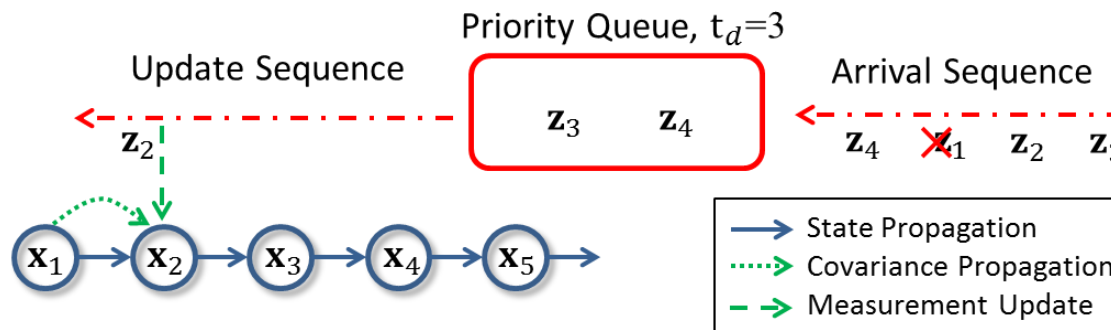 Priority Queue, t_d=3
Update Sequence
Arrival Sequence
z_3 z_4
z_2
z_4 z_1 z_2
x_1 x_2 x_3 x_4 x_5
State Propagation
Covariance Propagation
Measurement Update